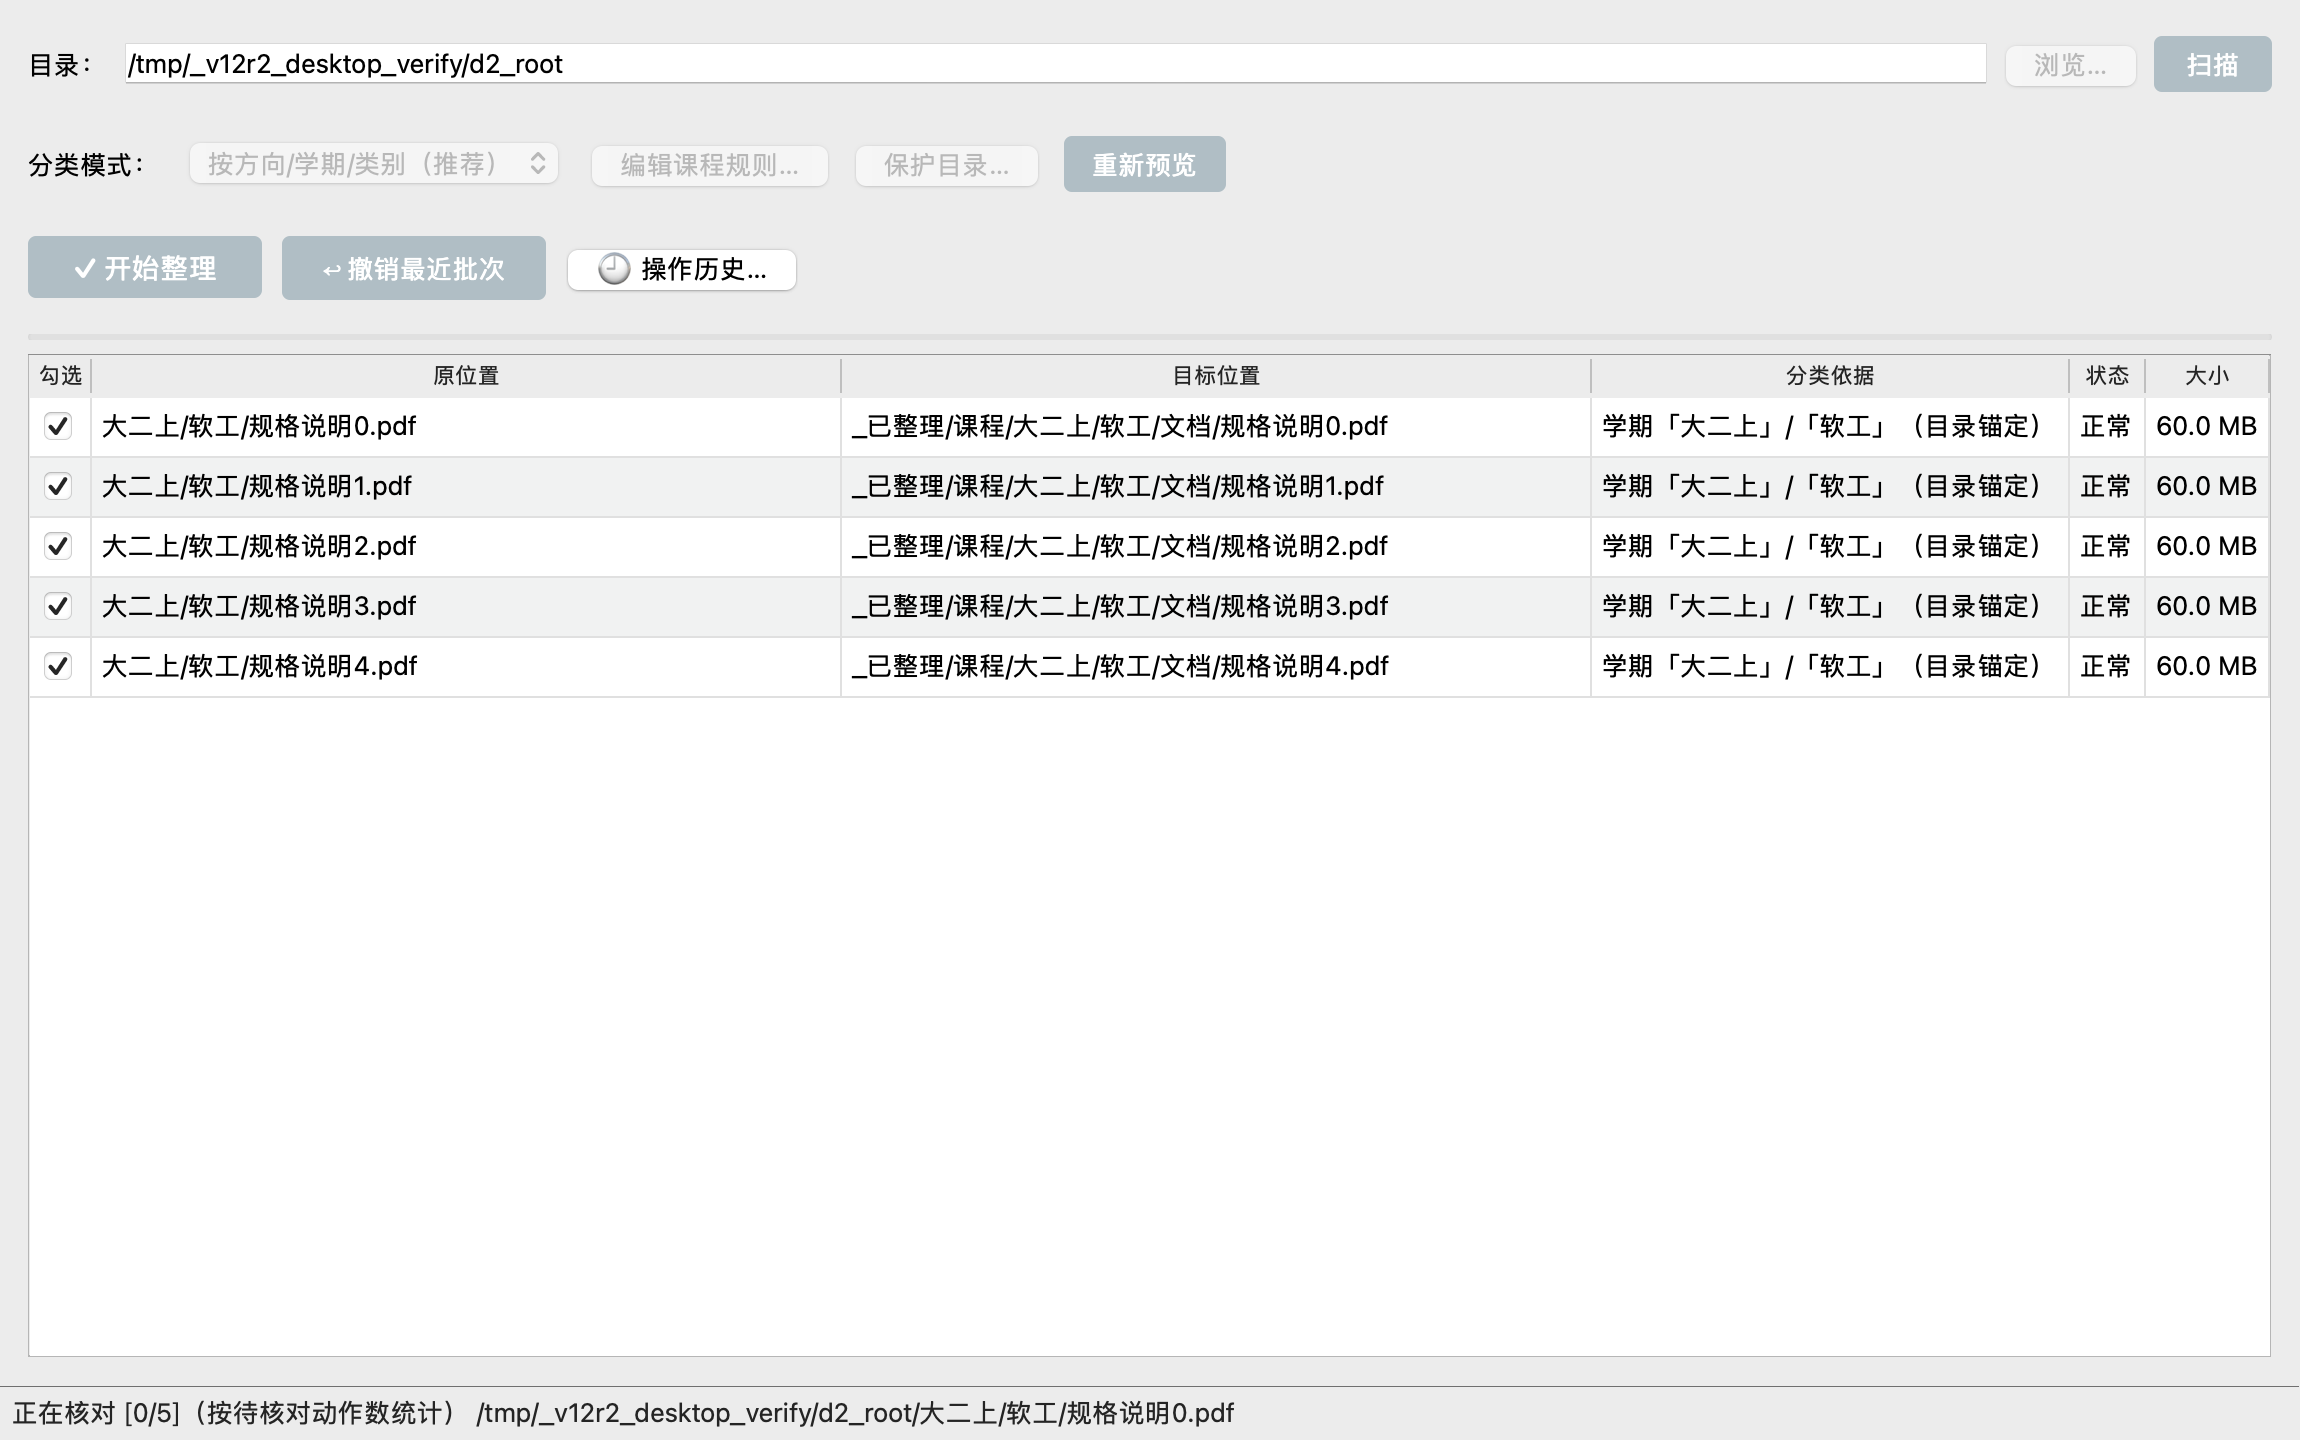 目录： /tmp/_v12r2_desktop_verify/d2_root 浏览... 扫描
分类模式： 按方向/学期/类别（推荐） 编辑课程规则... 保护目录... 重新预览
✓ 开始整理 ↩ 撤销最近批次 🕘 操作历史...
勾选 原位置 目标位置 分类依据 状态 大小
大二上/软工/规格说明0.pdf _已整理/课程/大二上/软工/文档/规格说明0.pdf 学期「大二上」/「软工」（目录锚定） 正常 60.0 MB
大二上/软工/规格说明1.pdf _已整理/课程/大二上/软工/文档/规格说明1.pdf 学期「大二上」/「软工」（目录锚定） 正常 60.0 MB
大二上/软工/规格说明2.pdf _已整理/课程/大二上/软工/文档/规格说明2.pdf 学期「大二上」/「软工」（目录锚定） 正常 60.0 MB
大二上/软工/规格说明3.pdf _已整理/课程/大二上/软工/文档/规格说明3.pdf 学期「大二上」/「软工」（目录锚定） 正常 60.0 MB
大二上/软工/规格说明4.pdf _已整理/课程/大二上/软工/文档/规格说明4.pdf 学期「大二上」/「软工」（目录锚定） 正常 60.0 MB
正在核对 [0/5]（按待核对动作数统计） /tmp/_v12r2_desktop_verify/d2_root/大二上/软工/规格说明0.pdf